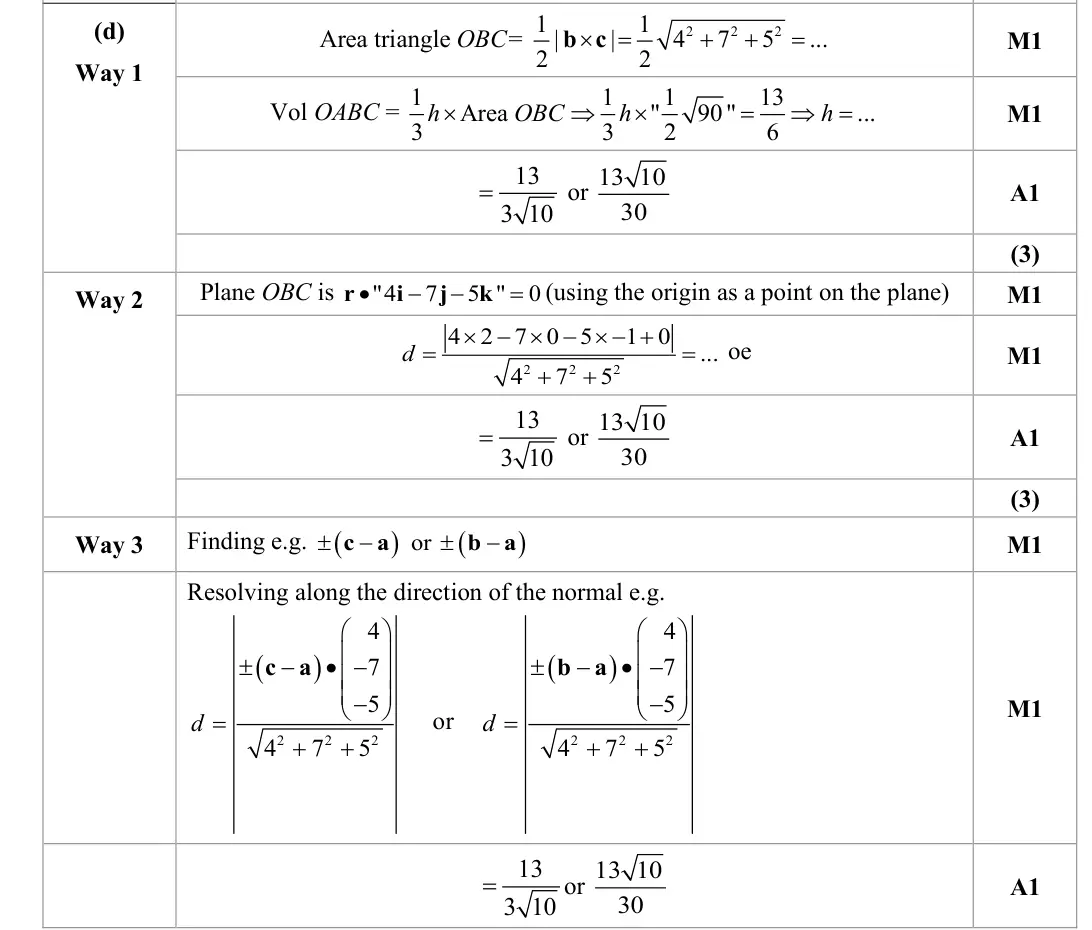 (d)
Way 1
Area triangle OBC= 1/2 |b×c|= 1/2 √(4² + 7² + 5²) = ...
M1
Vol OABC = 1/3 h × Area OBC ⇒ 1/3 h × "1/2 √90" = 13/6 ⇒ h = ...
M1
= 13/(3√10) or 13√10/30
A1
(3)
Way 2
Plane OBC is r • "4i – 7j – 5k" = 0 (using the origin as a point on the plane)
M1
d = |4×2 – 7×0 – 5×–1 + 0| / √(4² + 7² + 5²) = ... oe
M1
= 13/(3√10) or 13√10/30
A1
(3)
Way 3
Finding e.g. ±(c – a) or ±(b – a)
M1
Resolving along the direction of the normal e.g.
d = | ±(c – a) • (4 –7 –5) / √(4² + 7² + 5²) | or d = | ±(b – a) • (4 –7 –5) / √(4² + 7² + 5²) |
M1
= 13/(3√10) or 13√10/30
A1